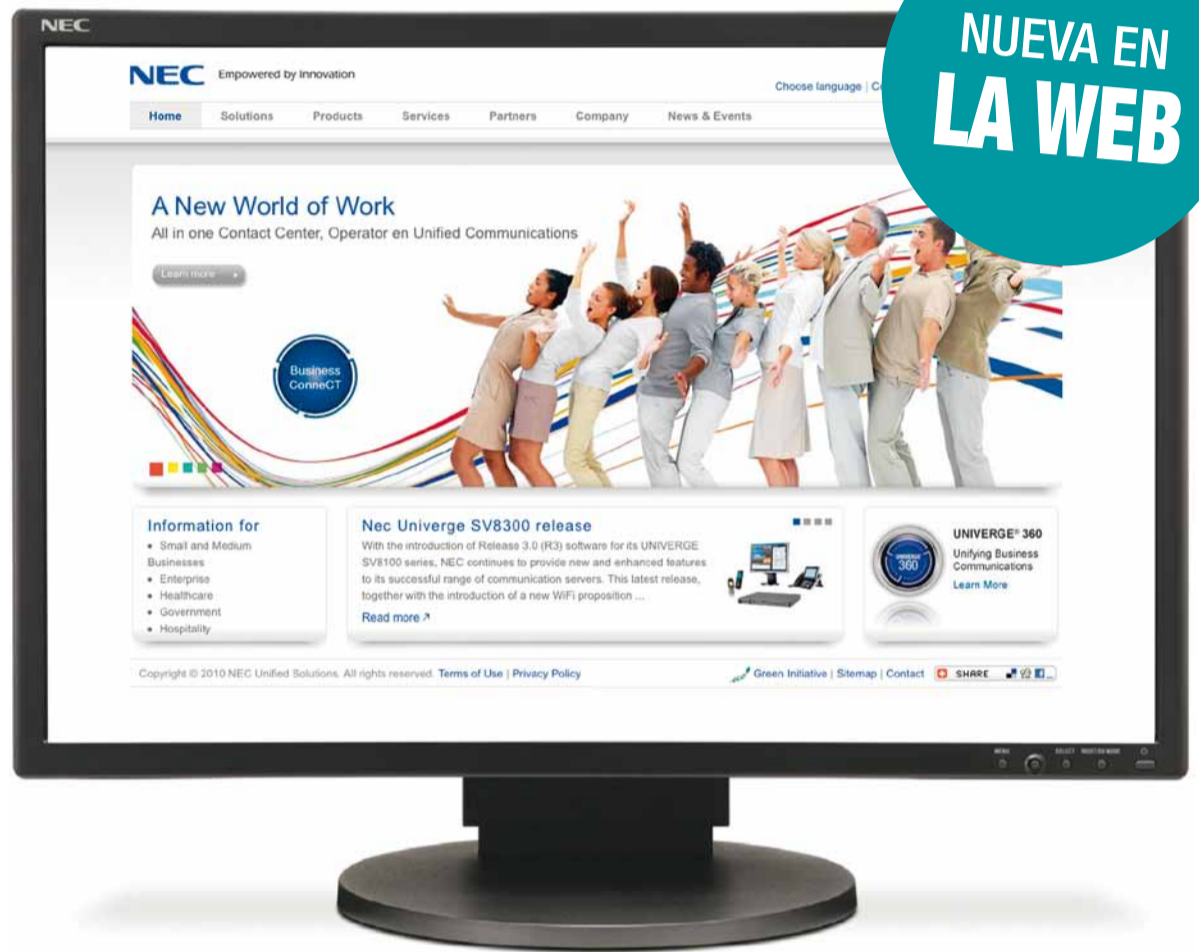 NUEVA EN
LA WEB
NEC
NEC Empowered by Innovation
Choose language |
Home Solutions Products Services Partners Company News & Events
A New World of Work
All in one Contact Center, Operator en Unified Communications
Learn more
Business
ConneCT
Information for
• Small and Medium
Businesses
• Enterprise
• Healthcare
• Government
• Hospitality
Nec Univerge SV8300 release
With the introduction of Release 3.0 (R3) software for its UNIVERGE
SV8100 series, NEC continues to provide new and enhanced features
to its successful range of communication servers. This latest release,
together with the introduction of a new WiFi proposition ...
Read more
UNIVERGE
360
UNIVERGE® 360
Unifying Business
Communications
Learn More
Copyright © 2010 NEC Unified Solutions. All rights reserved. Terms of Use | Privacy Policy
Green Initiative | Sitemap | Contact SHARE
MENU SELECT